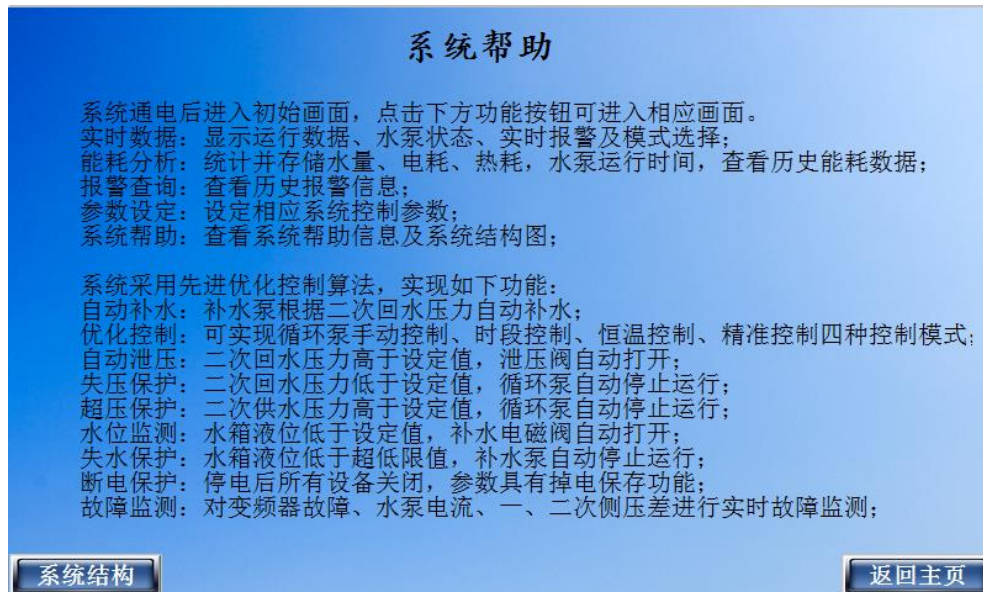 系统帮助
系统通电后进入初始画面，点击下方功能按钮可进入相应画面。
实时数据：显示运行数据、水泵状态、实时报警及模式选择；
能耗分析：统计并存储水量、电耗、热耗，水泵运行时间，查看历史能耗数据；
报警查询：查看历史报警信息；
参数设定：设定相应系统控制参数；
系统帮助：查看系统帮助信息及系统结构图；
系统采用先进优化控制算法，实现如下功能：
自动补水：补水泵根据二次回水压力自动补水；
优化控制：可实现循环泵手动控制、时段控制、恒温控制、精准控制四种控制模式；
自动泄压：二次回水压力高于设定值，泄压阀自动打开；
失压保护：二次回水压力低于设定值，循环泵自动停止运行；
超压保护：二次供水压力高于设定值，循环泵自动停止运行；
水位监测：水箱液位低于设定值，补水电磁阀自动打开；
失水保护：水箱液位低于超低限值，补水泵自动停止运行；
断电保护：停电后所有设备关闭，参数具有掉电保存功能；
故障监测：对变频器故障、水泵电流、一、二次侧压差进行实时故障监测；
系统结构
返回主页